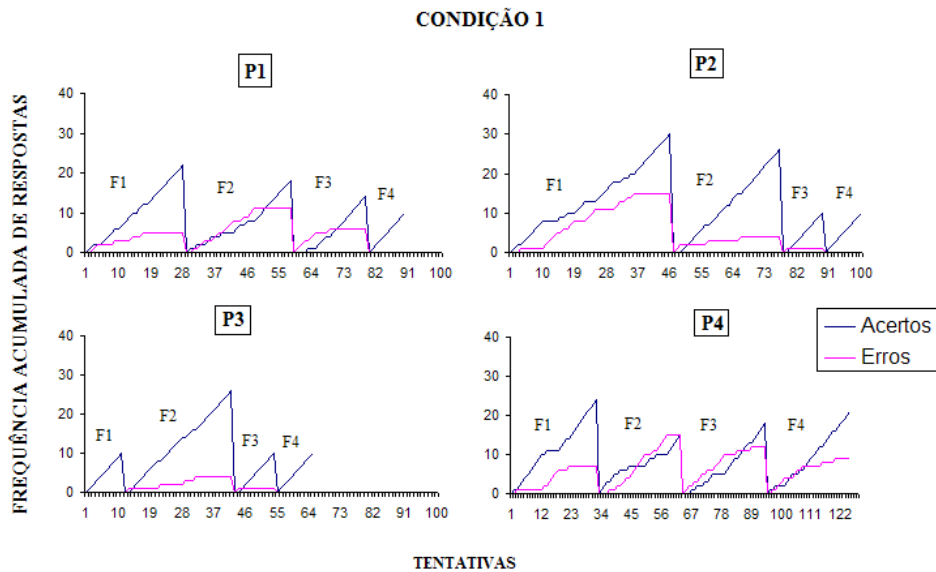 CONDIÇÃO 1
FREQUÊNCIA ACUMULADA DE RESPOSTAS
P1
40
30
20
10
0
F1
F2
F3
F4
1 10 19 28 37 46 55 64 73 82 91 100
P2
40
30
20
10
0
F1
F2
F3
F4
1 10 19 28 37 46 55 64 73 82 91 100
P3
40
30
20
10
0
F1
F2
F3
F4
1 10 19 28 37 46 55 64 73 82 91 100
P4
40
30
20
10
0
F1
F2
F3
F4
1 12 23 34 45 56 67 78 89 100 111 122
Acertos
Erros
TENTATIVAS